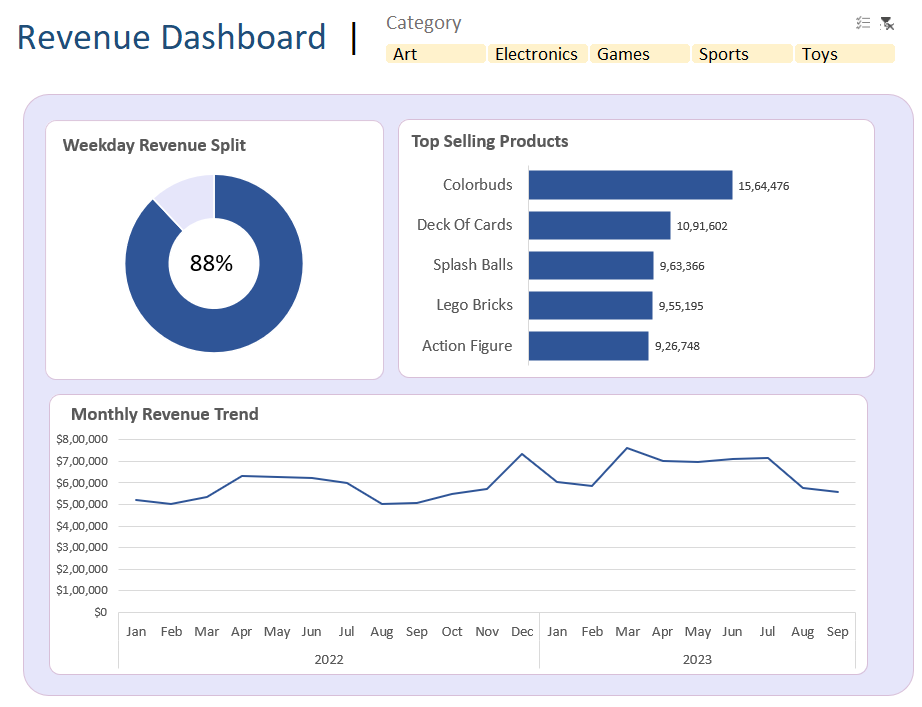 Revenue Dashboard |
Category
Art Electronics Games Sports Toys
Weekday Revenue Split
88%
Top Selling Products
Colorbuds 15,64,476
Deck Of Cards 10,91,602
Splash Balls 9,63,366
Lego Bricks 9,55,195
Action Figure 9,26,748
Monthly Revenue Trend
$8,00,000
$7,00,000
$6,00,000
$5,00,000
$4,00,000
$3,00,000
$2,00,000
$1,00,000
$0
Jan Feb Mar Apr May Jun Jul Aug Sep Oct Nov Dec Jan Feb Mar Apr May Jun Jul Aug Sep
2022 2023